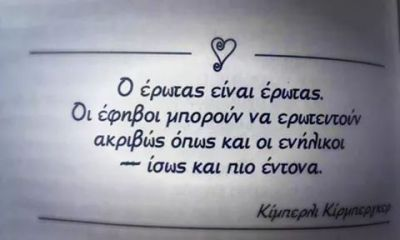 Ο έρωτας είναι έρωτας.
Οι έφηβοι μπορούν να ερωτευτούν
ακριβώς όπως και οι ενήλικοι
— ίσως και πιο έντονα.
Κίμπερλι Κίρμπεργκερ